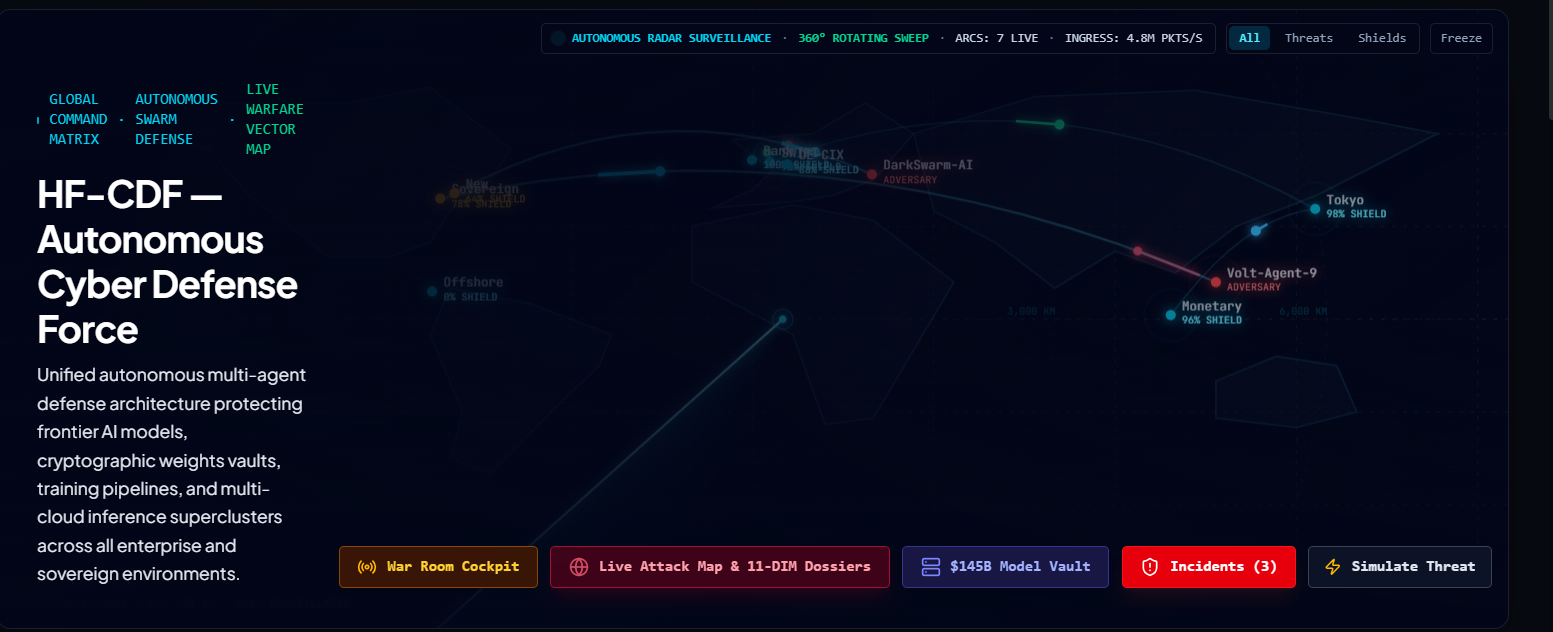 AUTONOMOUS RADAR SURVEILLANCE · 360° ROTATING SWEEP · ARCS: 7 LIVE · INGRESS: 4.8M PKTS/S
All Threats Shields Freeze
GLOBAL COMMAND MATRIX · AUTONOMOUS SWARM DEFENSE · LIVE WARFARE VECTOR MAP
HF-CDF —
Autonomous
Cyber Defense
Force
Unified autonomous multi-agent
defense architecture protecting
frontier AI models,
cryptographic weights vaults,
training pipelines, and multi-
cloud inference superclusters
across all enterprise and
sovereign environments.
Sovereign
78% SHIELD
Offshore
0% SHIELD
DarkSwarm-AI
ADVERSARY
Tokyo
98% SHIELD
Volt-Agent-9
ADVERSARY
Monetary
96% SHIELD
3,000 KM
6,000 KM
War Room Cockpit
Live Attack Map & 11-DIM Dossiers
$145B Model Vault
Incidents (3)
Simulate Threat